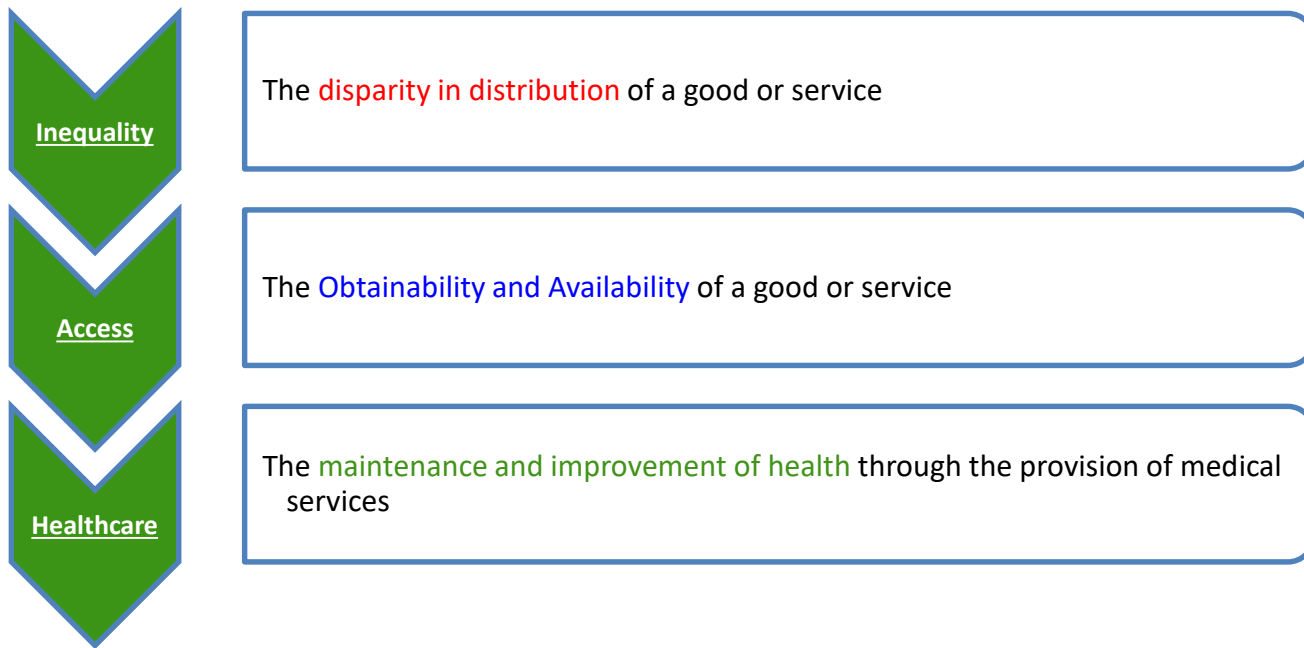 Inequality
The disparity in distribution of a good or service
Access
The Obtainability and Availability of a good or service
Healthcare
The maintenance and improvement of health through the provision of medical
services